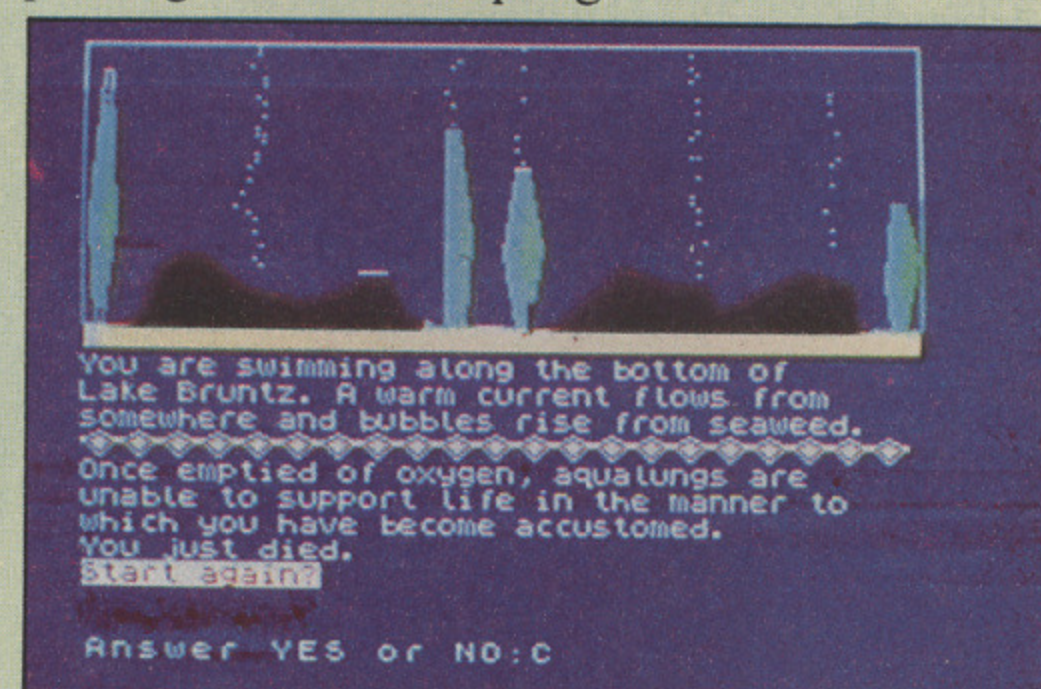 You are swimming along the bottom of
Lake Bruntz. A warm current flows from
somewhere and bubbles rise from seaweed.
Once emptied of oxygen, aqualungs are
unable to support life in the manner to
which you have become accustomed.
You just died.
Start again?
Answer YES or NO:C